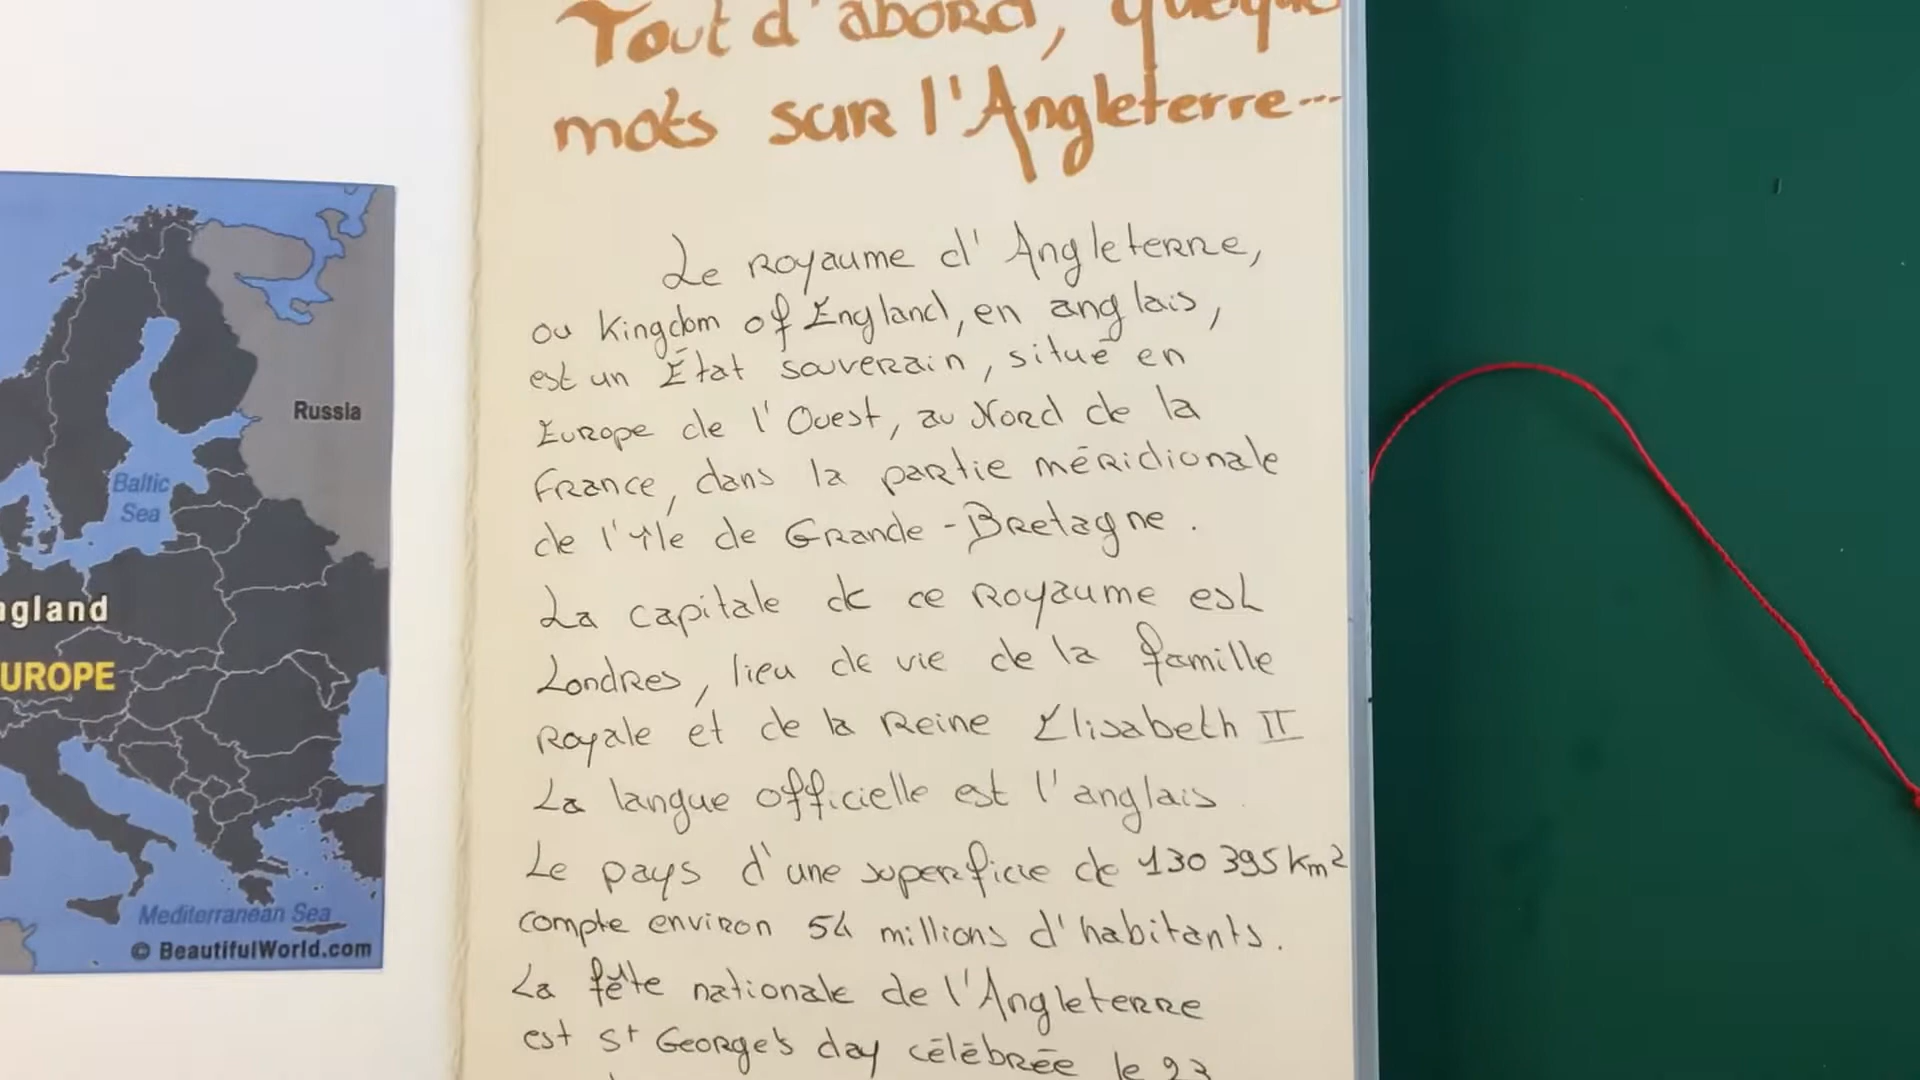 Tout d'abord, quelques
mots sur l'Angleterre...
Le royaume d'Angleterre,
ou Kingdom of England, en anglais,
est un État souverain, situé en
Europe de l'Ouest, au Nord de la
France, dans la partie méridionale
de l'île de Grande-Bretagne.
La capitale de ce royaume est
Londres, lieu de vie de la famille
royale et de la reine Elisabeth II
La langue officielle est l'anglais.
Le pays d'une superficie de 130 395 km²
compte environ 54 millions d'habitants.
La fête nationale de l'Angleterre
est St George's day célébrée le 23
Russia
Baltic
Sea
ngland
UROPE
Mediterranean Sea
© BeautifulWorld.com